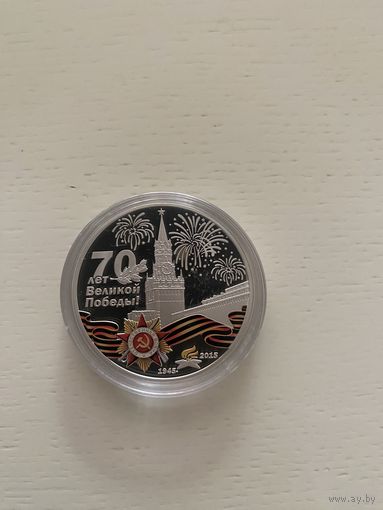 70
лет
Великой
Победы!
1945-
2015
www.ay.by